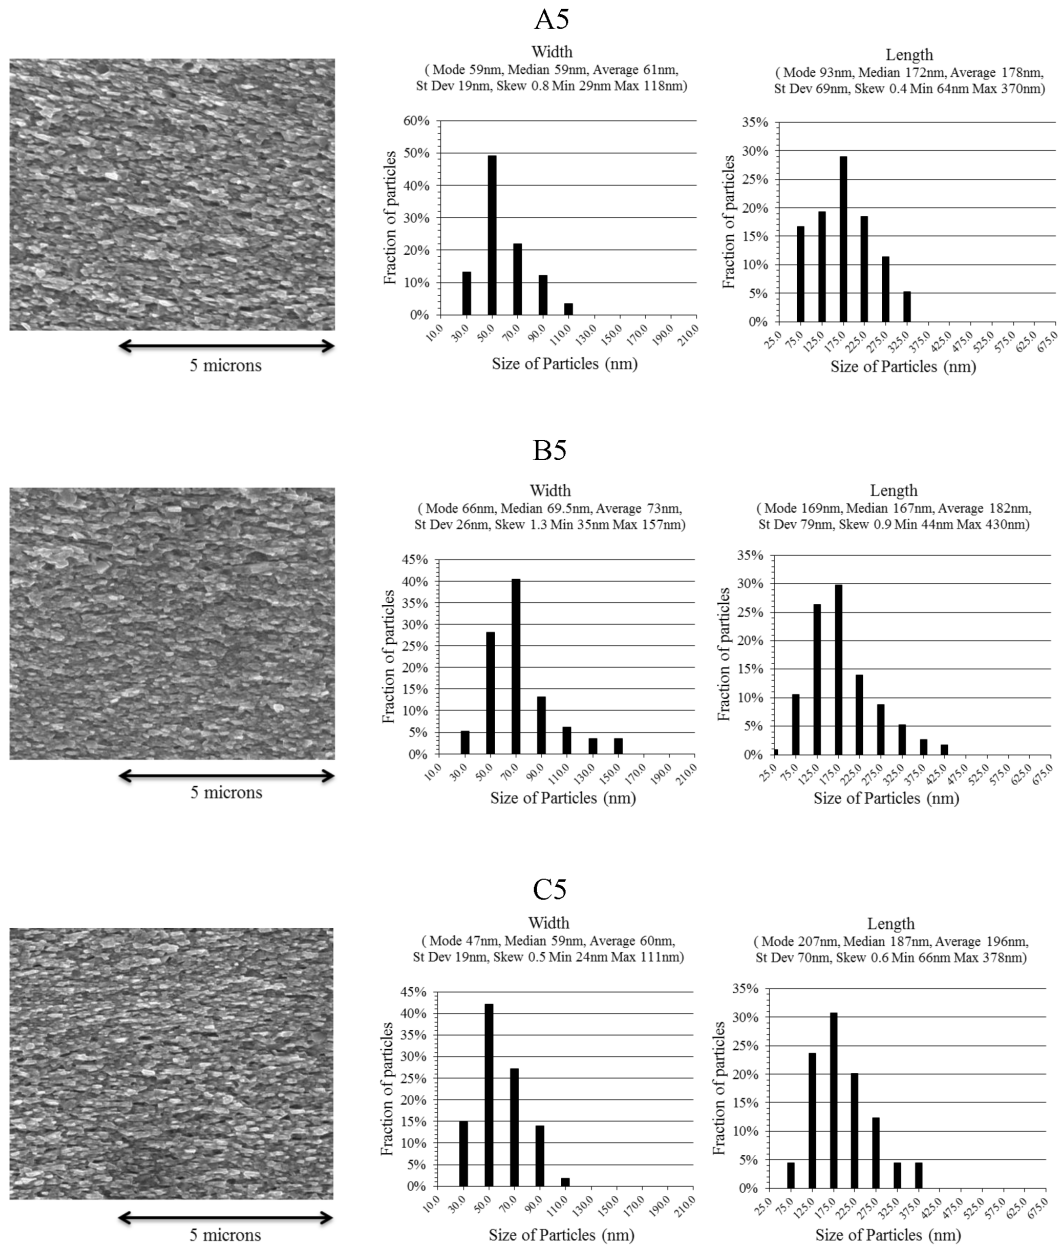 A5
Width
( Mode 59nm, Median 59nm, Average 61nm,
St Dev 19nm, Skew 0.8 Min 29nm Max 118nm)
Fraction of particles
60%
50%
40%
30%
20%
10%
0%
10.0 30.0 50.0 70.0 90.0 110.0 130.0 150.0 170.0 190.0 210.0
Size of Particles (nm)
Length
( Mode 93nm, Median 172nm, Average 178nm,
St Dev 69nm, Skew 0.4 Min 64nm Max 370nm)
Fraction of particles
35%
30%
25%
20%
15%
10%
5%
0%
25.0 75.0 125.0 175.0 225.0 275.0 325.0 375.0 425.0 475.0 525.0 575.0 625.0 675.0
Size of Particles (nm)
5 microns
B5
Width
( Mode 66nm, Median 69.5nm, Average 73nm,
St Dev 26nm, Skew 1.3 Min 35nm Max 157nm)
Fraction of particles
45%
40%
35%
30%
25%
20%
15%
10%
5%
0%
10.0 30.0 50.0 70.0 90.0 110.0 130.0 150.0 170.0 190.0 210.0
Size of Particles (nm)
Length
( Mode 169nm, Median 167nm, Average 182nm,
St Dev 79nm, Skew 0.9 Min 44nm Max 430nm)
Fraction of particles
35%
30%
25%
20%
15%
10%
5%
0%
25.0 75.0 125.0 175.0 225.0 275.0 325.0 375.0 425.0 475.0 525.0 575.0 625.0 675.0
Size of Particles (nm)
5 microns
C5
Width
( Mode 47nm, Median 59nm, Average 60nm,
St Dev 19nm, Skew 0.5 Min 24nm Max 111nm)
Fraction of particles
45%
40%
35%
30%
25%
20%
15%
10%
5%
0%
10.0 30.0 50.0 70.0 90.0 110.0 130.0 150.0 170.0 190.0 210.0
Size of Particles (nm)
Length
( Mode 207nm, Median 187nm, Average 196nm,
St Dev 70nm, Skew 0.6 Min 66nm Max 378nm)
Fraction of particles
35%
30%
25%
20%
15%
10%
5%
0%
25.0 75.0 125.0 175.0 225.0 275.0 325.0 375.0 425.0 475.0 525.0 575.0 625.0 675.0
Size of Particles (nm)
5 microns